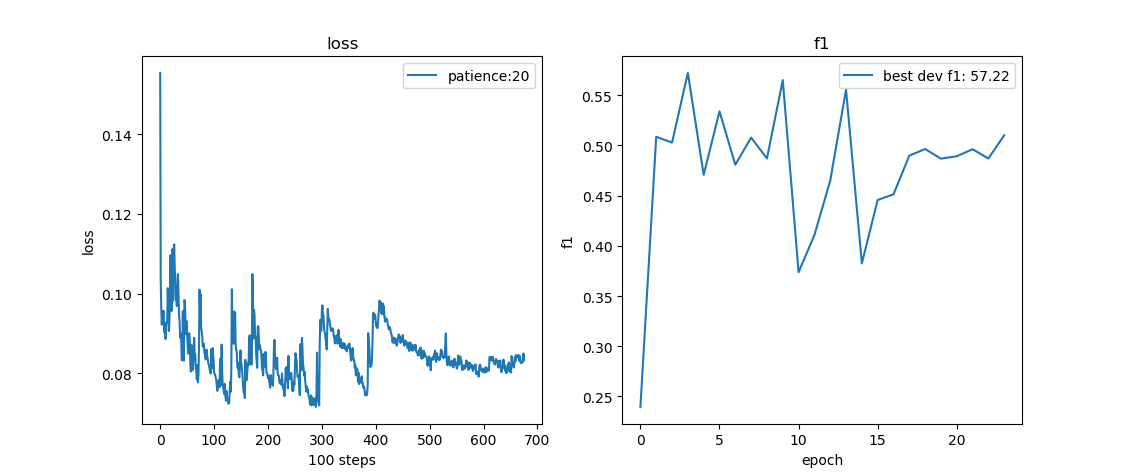 loss
patience:20
0.14
0.12
0.10
0.08
loss
0 100 200 300 400 500 600 700
100 steps
f1
best dev f1: 57.22
0.55
0.50
0.45
0.40
0.35
0.30
0.25
f1
0 5 10 15 20
epoch